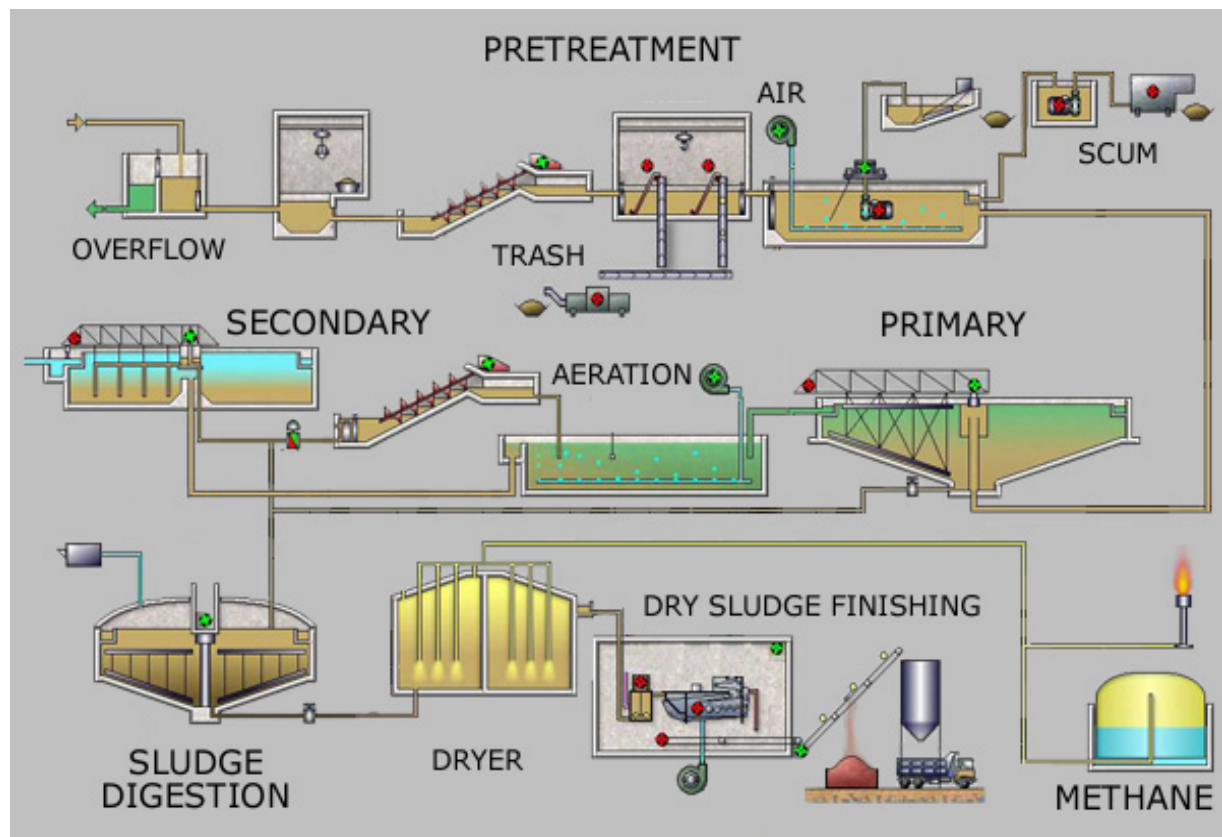 PRETREATMENT
AIR
SCUM
OVERFLOW
TRASH
SECONDARY
PRIMARY
AERATION
DRY SLUDGE FINISHING
SLUDGE
DIGESTION
DRYER
METHANE